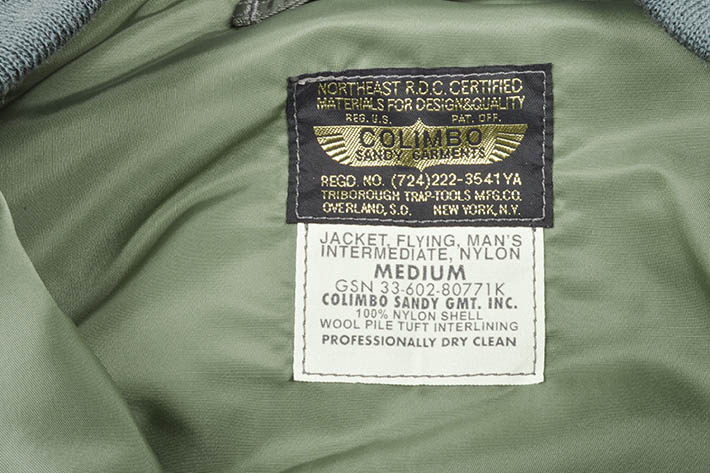 NORTHEAST R.D.C. CERTIFIED
MATERIALS FOR DESIGN&QUALITY
REG. U.S. PAT. OFF.
COLIMBO
SANDY GARMENTS
REGD. NO. (724)222-3541YA
TRIBOROUGH TRAP-TOOLS MFG.CO.
OVERLAND, S.D. NEW YORK, N.Y.
JACKET, FLYING, MAN'S
INTERMEDIATE, NYLON
MEDIUM
GSN 33-602-80771K
COLIMBO SANDY GMT. INC.
100% NYLON SHELL
WOOL PILE TUFT INTERLINING
PROFESSIONALLY DRY CLEAN